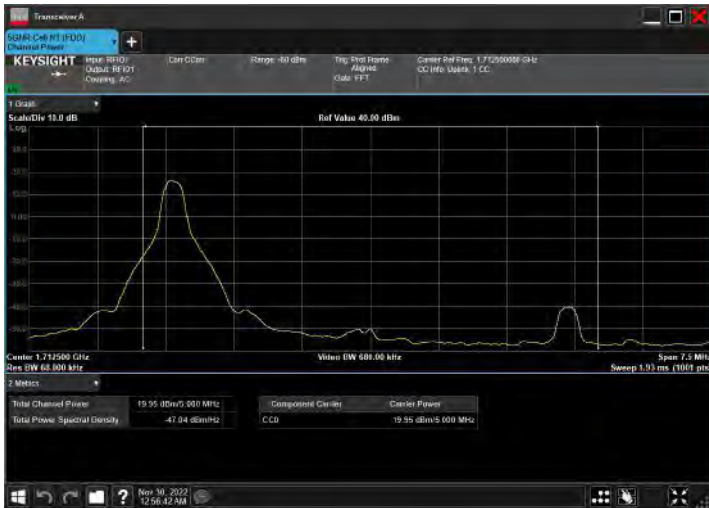 Transceiver A
5GNR Cell NT (FDD)
Channel Power
KEYSIGHT
Input: RFIO1
Output: RFIO1
Coupling: AC
Corr CCorr
Range: -60 dBm
Trig: Prot Frame
Aligned
Gate: FFT
Carrier Ref Freq: 1.712500000 GHz
CC Info: Uplink, 1 CC
1 Graph
Scale/Div 10.0 dB
Ref Value 40.00 dBm
Log
Center 1.712500 GHz
Video BW 680.00 kHz
Span 7.5 MHz
Res BW 68.000 kHz
Sweep 1.93 ms (1001 pts)
2 Metrics
Total Channel Power
19.95 dBm/5.000 MHz
Total Power Spectral Density
-47.04 dBm/Hz
Component Carrier
Carrier Power
CC0
19.95 dBm/5.000 MHz
Nov 30, 2022
12:56:42 AM